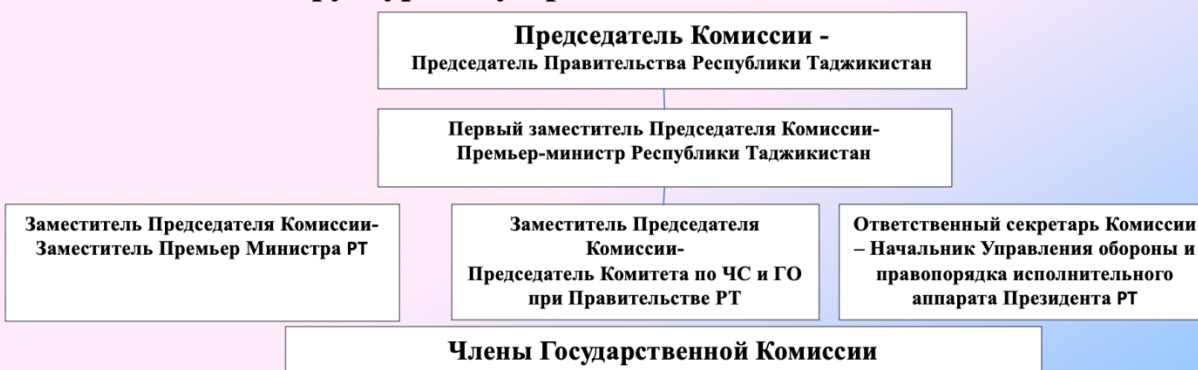 Председатель Комиссии -
Председатель Правительства Республики Таджикистан
Первый заместитель Председателя Комиссии-
Премьер-министр Республики Таджикистан
Заместитель Председателя Комиссии-
Заместитель Премьер Министра РТ
Заместитель Председателя
Комиссии-
Председатель Комитета по ЧС и ГО
при Правительстве РТ
Ответственный секретарь Комиссии
– Начальник Управления обороны и
правопорядка исполнительного
аппарата Президента РТ
Члены Государственной Комиссии